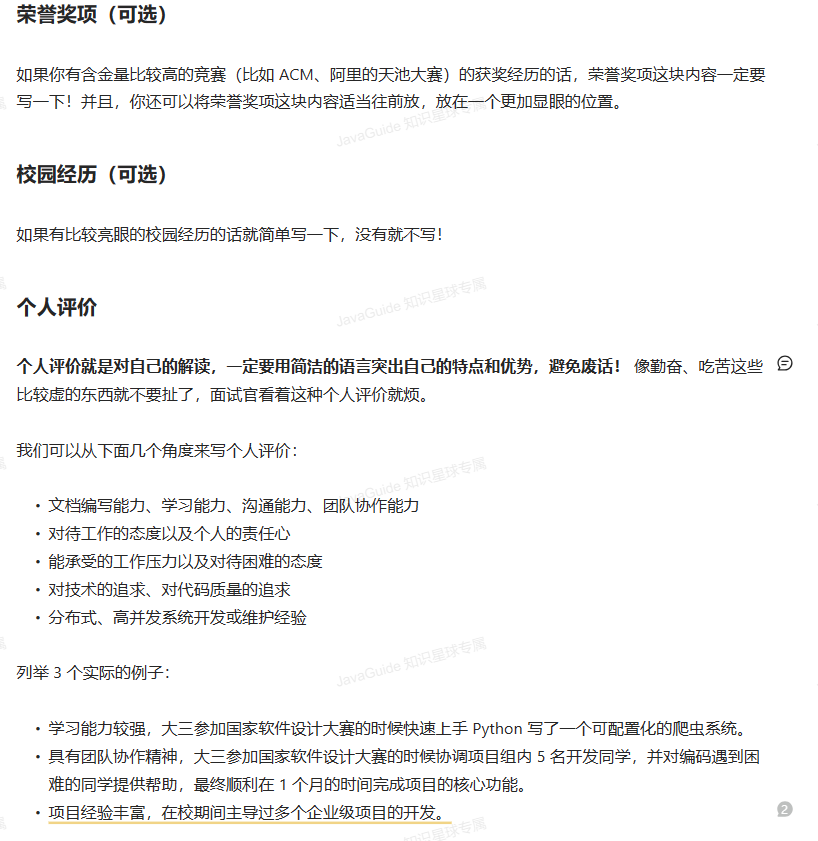 荣誉奖项（可选）
如果你有含金量比较高的竞赛（比如 ACM、阿里的天池大赛）的获奖经历的话，荣誉奖项这块内容一定要
写一下！并且，你还可以将荣誉奖项这块内容适当往前放，放在一个更加显眼的位置。
JavaGuide 知识星球专属
校园经历（可选）
如果有比较亮眼的校园经历的话就简单写一下，没有就不写！
JavaGuide 知识星球专属
个人评价
个人评价就是对自己的解读，一定要用简洁的语言突出自己的特点和优势，避免废话！ 像勤奋、吃苦这些
比较虚的东西就不要扯了，面试官看着这种个人评价就烦。
我们可以从下面几个角度来写个人评价：
JavaGuide 知识星球专属
• 文档编写能力、学习能力、沟通能力、团队协作能力
• 对待工作的态度以及个人的责任心
• 能承受的工作压力以及对待困难的态度
• 对技术的追求、对代码质量的追求
• 分布式、高并发系统开发或维护经验
JavaGuide 知识星球专属
列举 3 个实际的例子：
• 学习能力较强，大三参加国家软件设计大赛的时候快速上手 Python 写了一个可配置化的爬虫系统。
• 具有团队协作精神，大三参加国家软件设计大赛的时候协调项目组内 5 名开发同学，并对编码遇到困
难的同学提供帮助，最终顺利在 1 个月的时间完成项目的核心功能。
• 项目经验丰富，在校期间主导过多个企业级项目的开发。
2
知识星球专属